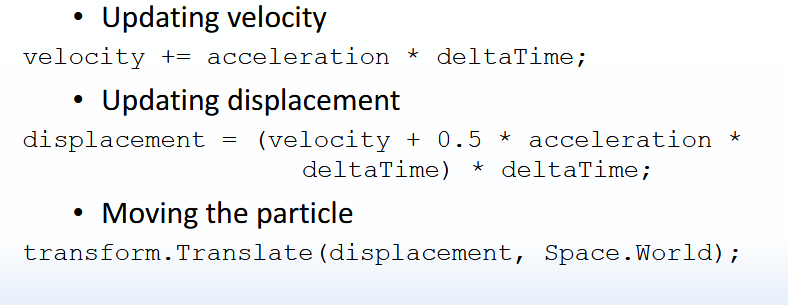 • Updating velocity
velocity += acceleration * deltaTime;
• Updating displacement
displacement = (velocity + 0.5 * acceleration *
deltaTime) * deltaTime;
• Moving the particle
transform.Translate(displacement, Space.World);